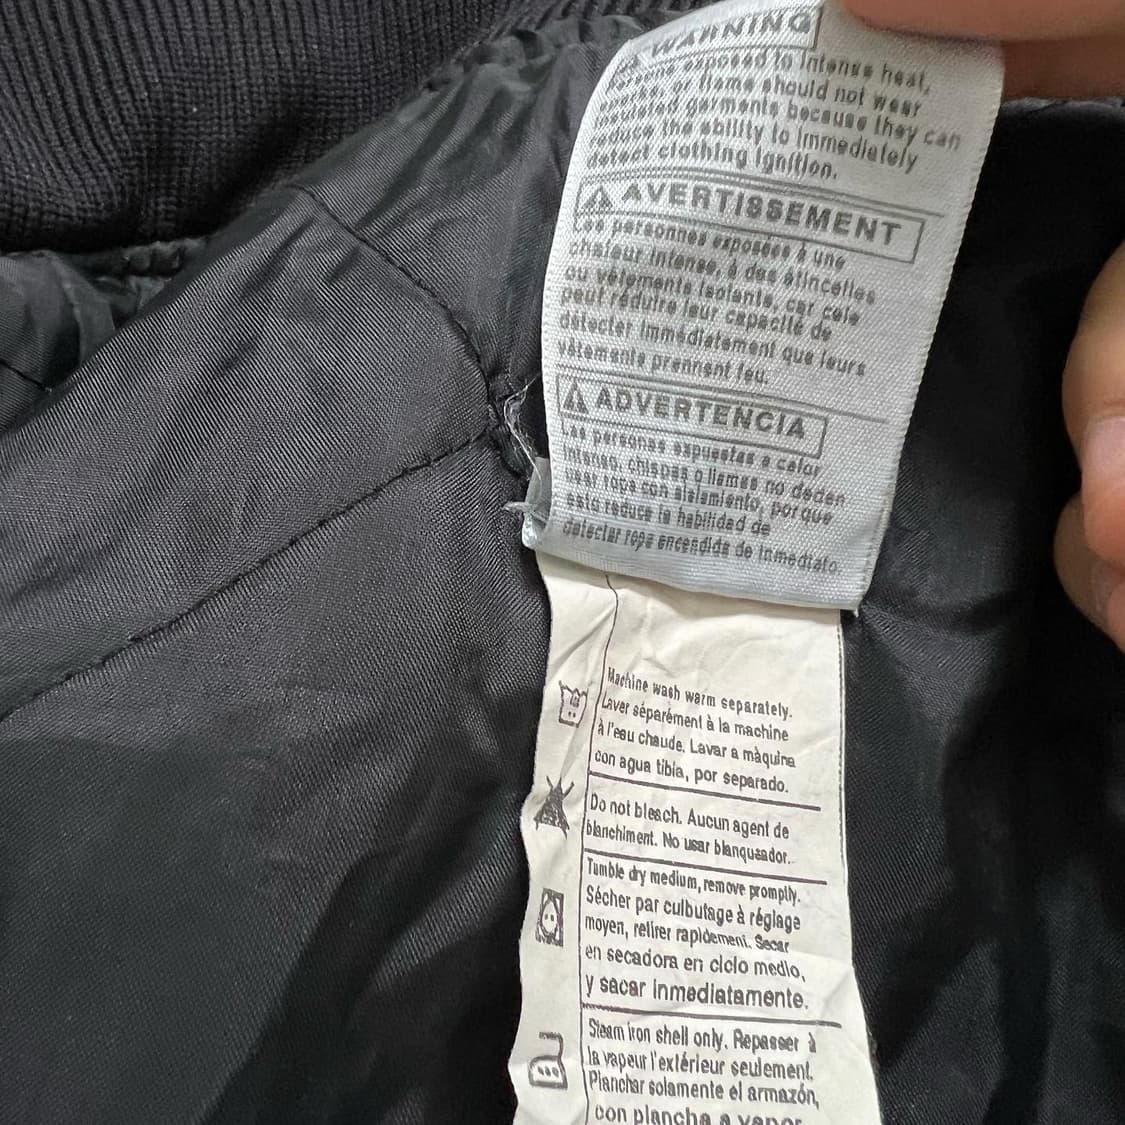 WARNING
exposed to intense heat,
or flame should not wear
insulated garments because they can
reduce the ability to immediately
detect clothing ignition.
AVERTISSEMENT
Les personnes exposées à une
chaleur intense, à des étincelles
ou vêtements isolants, car cela
peut réduire leur capacité de
détecter immédiatement que leurs
vêtements prennent feu.
ADVERTENCIA
Las personas expuestas a calor
intenso, chispas o llamas no deben
usar ropa con aislamiento, porque
esto reduce la habilidad de
detectar ropa encendida de inmediato.
Machine wash warm separately.
Laver séparément à la machine
à l'eau chaude. Lavar a màquina
con agua tibia, por separado.
Do not bleach. Aucun agent de
blanchiment. No usar blanqueador.
Tumble dry medium, remove promptly.
Sécher par culbutage à réglage
moyen, retirer rapidement. Secar
en secadora en ciclo medio,
y sacar inmediatamente.
Steam iron shell only. Repasser à
la vapeur l'extérieur seulement.
Planchar solamente el armazón,
con plancha a vapor